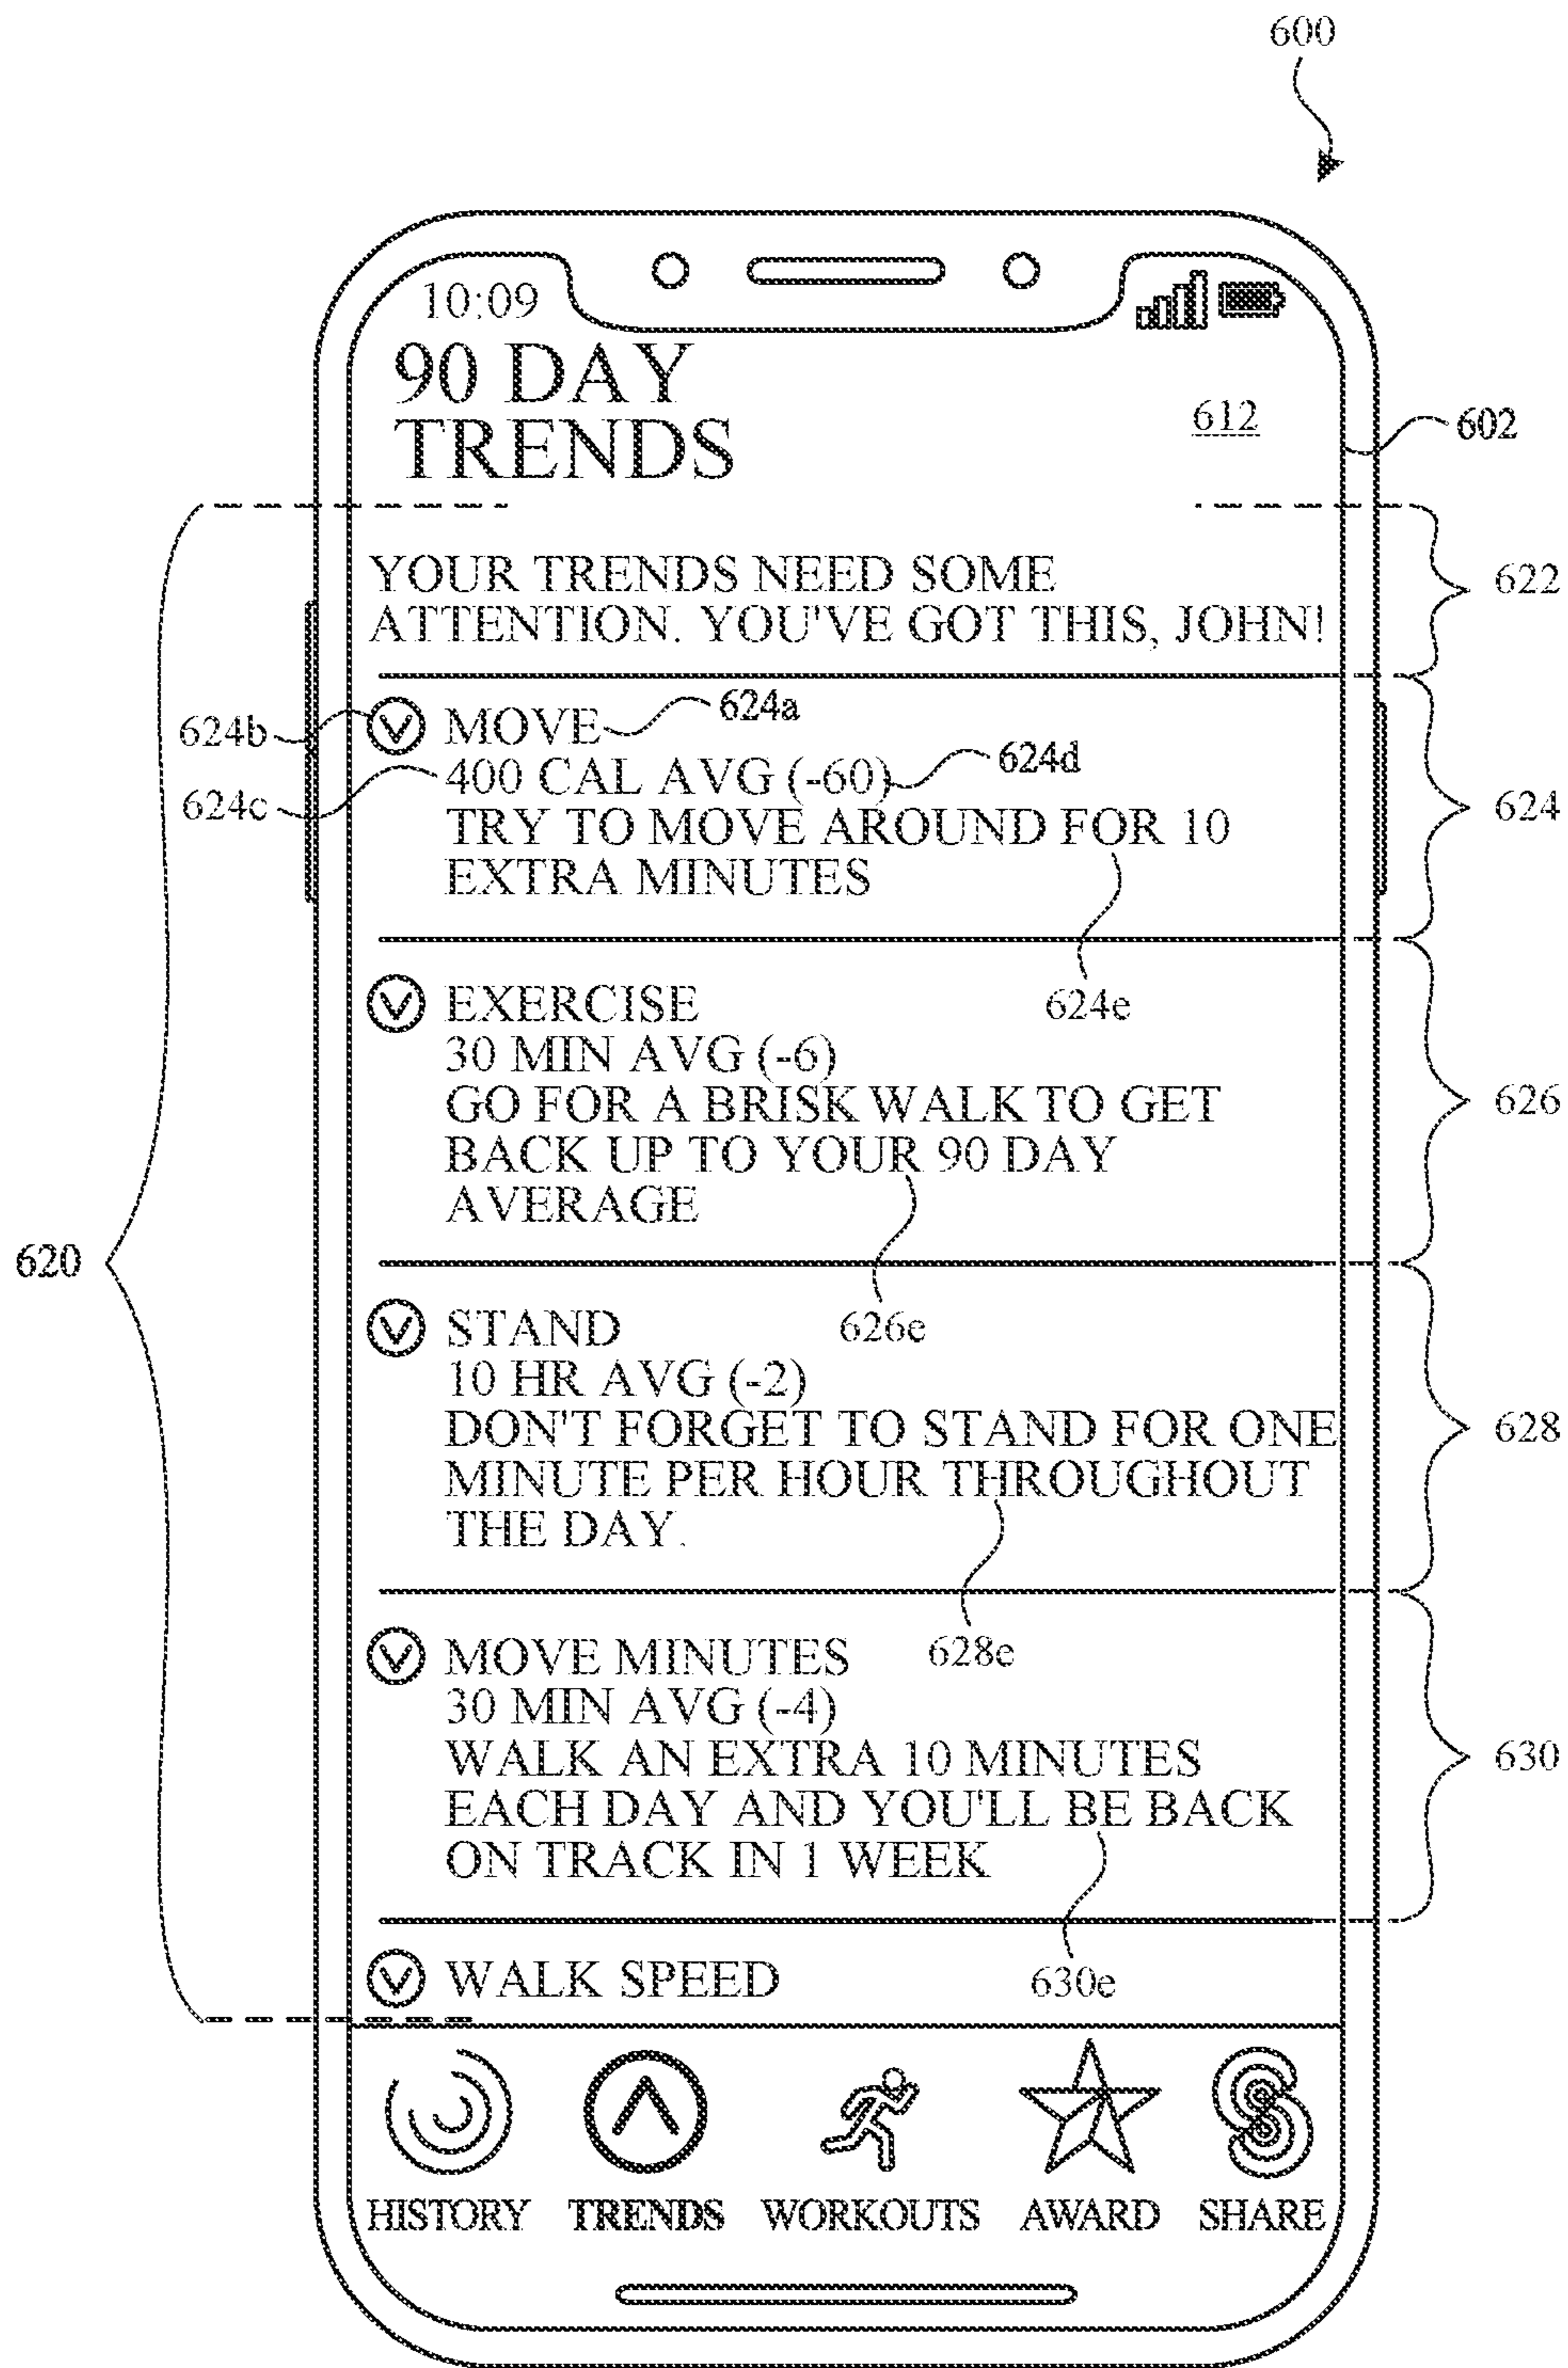 600
10:09
90 DAY
TRENDS
612
602
YOUR TRENDS NEED SOME
ATTENTION. YOU'VE GOT THIS, JOHN!
622
624b
MOVE
624a
624c
400 CAL AVG (-60)
624d
TRY TO MOVE AROUND FOR 10
EXTRA MINUTES
624
624e
EXERCISE
30 MIN AVG (-6)
GO FOR A BRISK WALK TO GET
BACK UP TO YOUR 90 DAY
AVERAGE
626
620
626e
STAND
10 HR AVG (-2)
DON'T FORGET TO STAND FOR ONE
MINUTE PER HOUR THROUGHOUT
THE DAY.
628
628e
MOVE MINUTES
30 MIN AVG (-4)
WALK AN EXTRA 10 MINUTES
EACH DAY AND YOU'LL BE BACK
ON TRACK IN 1 WEEK
630
630e
WALK SPEED
HISTORY TRENDS WORKOUTS AWARD SHARE